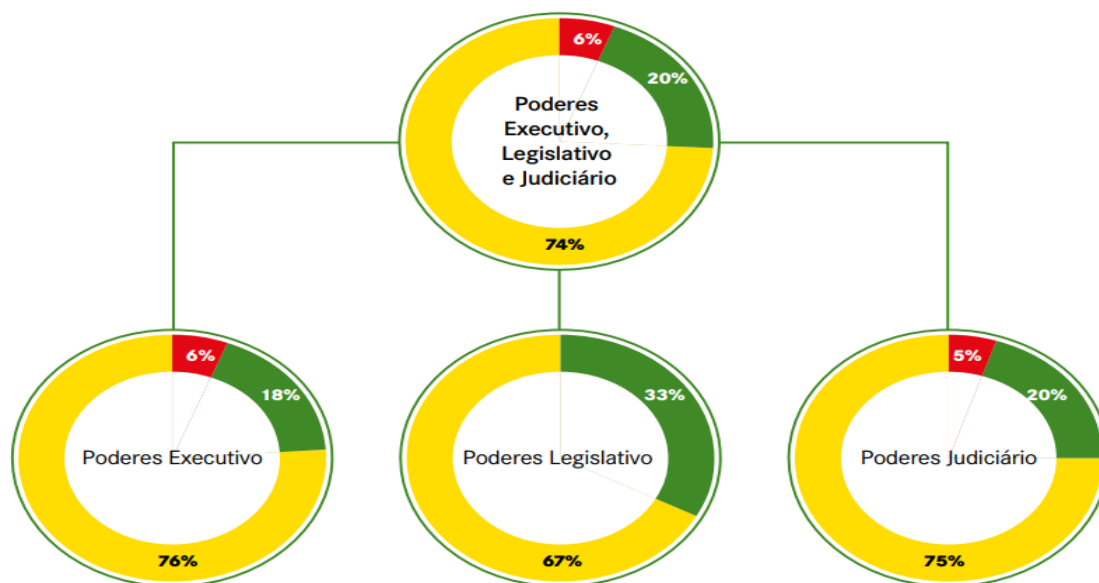 6%
20%
Poderes
Executivo,
Legislativo
e Judiciário
74%
6%
18%
Poderes Executivo
76%
33%
Poderes Legislativo
67%
5%
20%
Poderes Judiciário
75%